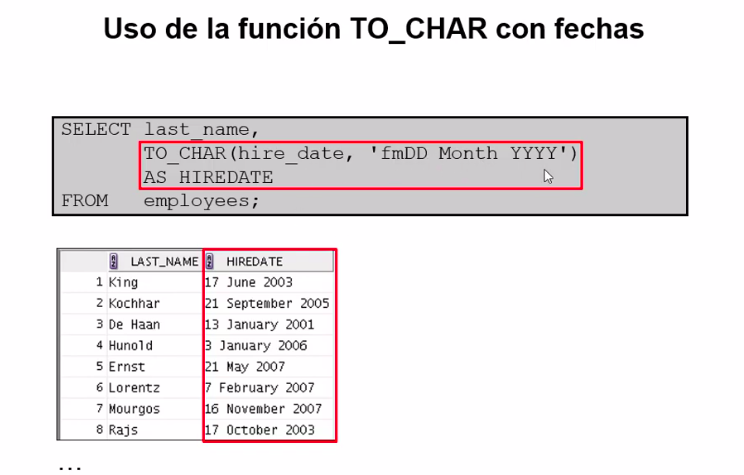 Uso de la función TO_CHAR con fechas
SELECT last_name,
TO_CHAR(hire_date, 'fmDD Month YYYY')
AS HIREDATE
FROM employees;
LAST_NAME HIREDATE
1 King 17 June 2003
2 Kochhar 21 September 2005
3 De Haan 13 January 2001
4 Hunold 3 January 2006
5 Ernst 21 May 2007
6 Lorentz 7 February 2007
7 Mourgos 16 November 2007
8 Rajs 17 October 2003
...